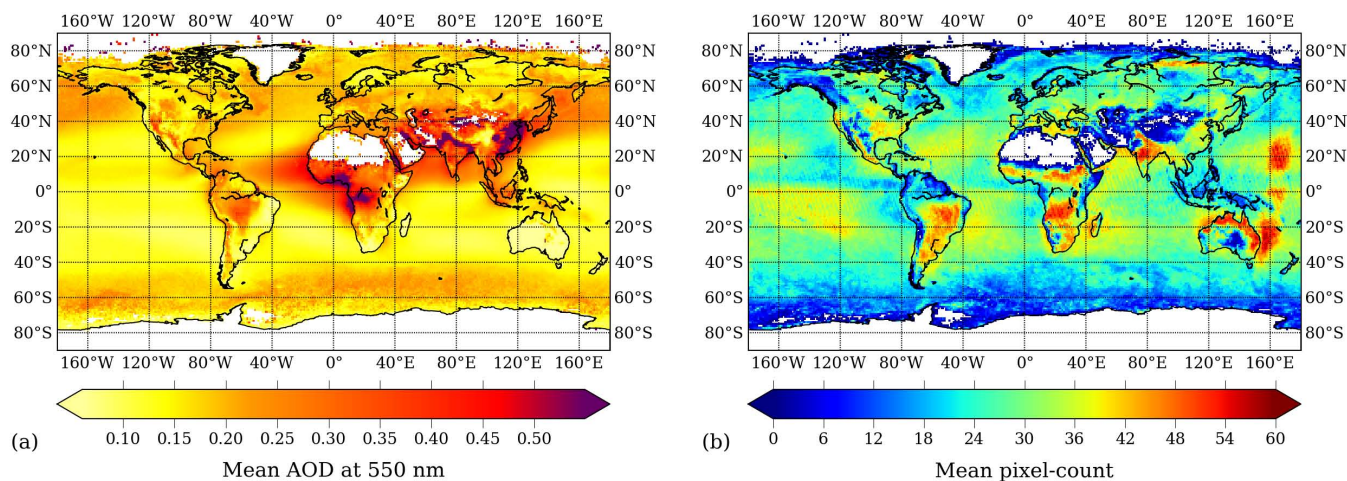 160°W 120°W 80°W 40°W 0° 40°E 80°E 120°E 160°E
80°N 80°N
60°N 60°N
40°N 40°N
20°N 20°N
0° 0°
20°S 20°S
40°S 40°S
60°S 60°S
80°S 80°S
160°W 120°W 80°W 40°W 0° 40°E 80°E 120°E 160°E
0.10 0.15 0.20 0.25 0.30 0.35 0.40 0.45 0.50
(a)
Mean AOD at 550 nm
160°W 120°W 80°W 40°W 0° 40°E 80°E 120°E 160°E
80°N 80°N
60°N 60°N
40°N 40°N
20°N 20°N
0° 0°
20°S 20°S
40°S 40°S
60°S 60°S
80°S 80°S
160°W 120°W 80°W 40°W 0° 40°E 80°E 120°E 160°E
0 6 12 18 24 30 36 42 48 54 60
(b)
Mean pixel-count